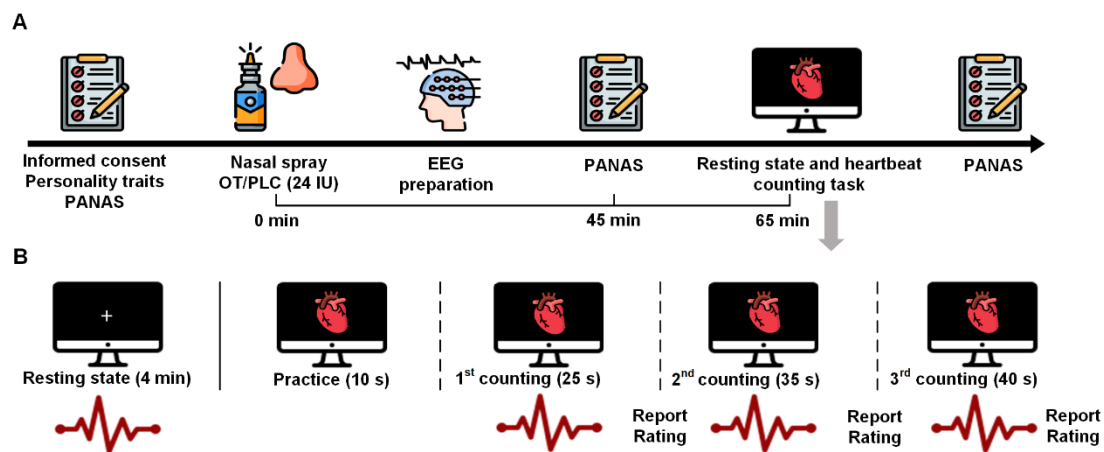 A
Informed consent
Personality traits
PANAS
Nasal spray
OT/PLC (24 IU)
EEG
preparation
PANAS
Resting state and heartbeat
counting task
PANAS
0 min
45 min
65 min
B
Resting state (4 min)
Practice (10 s)
1st counting (25 s)
2nd counting (35 s)
3rd counting (40 s)
Report
Rating
Report
Rating
Report
Rating